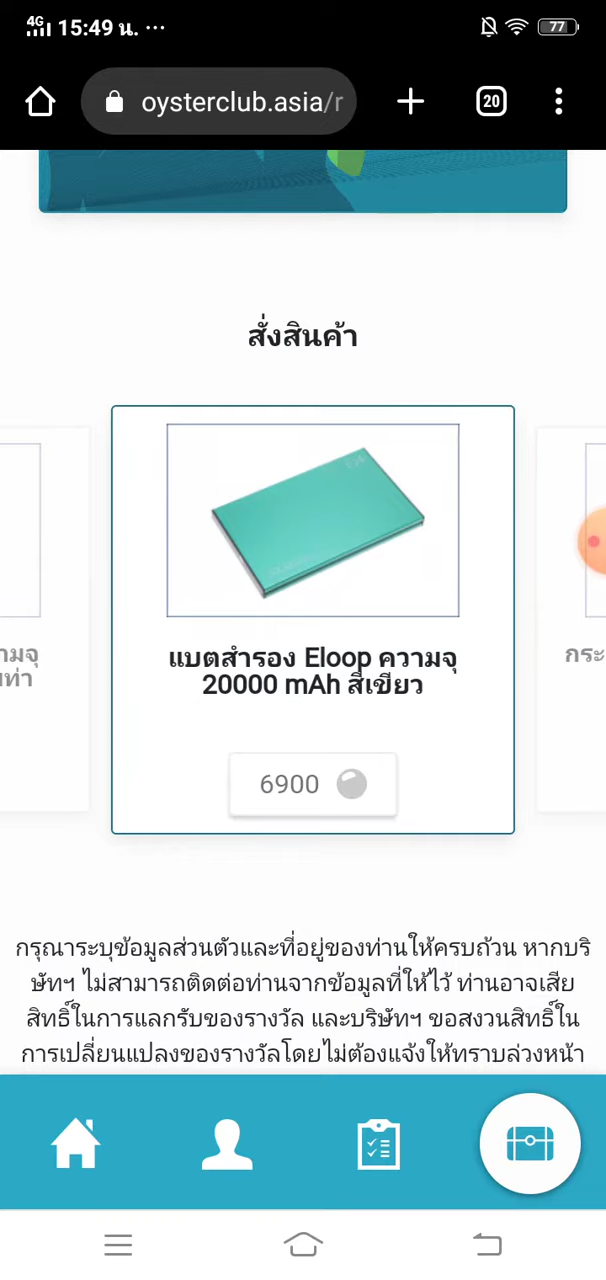 4G 15:49 น. ... 77
oysterclub.asia/r 20
สั่งสินค้า
แบตสำรอง Eloop ความจุ
20000 mAh สีเขียว
ามจุ
เท่า
กระ
6900
กรุณาระบุข้อมูลส่วนตัวและที่อยู่ของท่านให้ครบถ้วน หากบริ
ษัทฯ ไม่สามารถติดต่อท่านจากข้อมูลที่ให้ไว้ ท่านอาจเสีย
สิทธิ์ในการแลกรับของรางวัล และบริษัทฯ ขอสงวนสิทธิ์ใน
การเปลี่ยนแปลงของรางวัลโดยไม่ต้องแจ้งให้ทราบล่วงหน้า